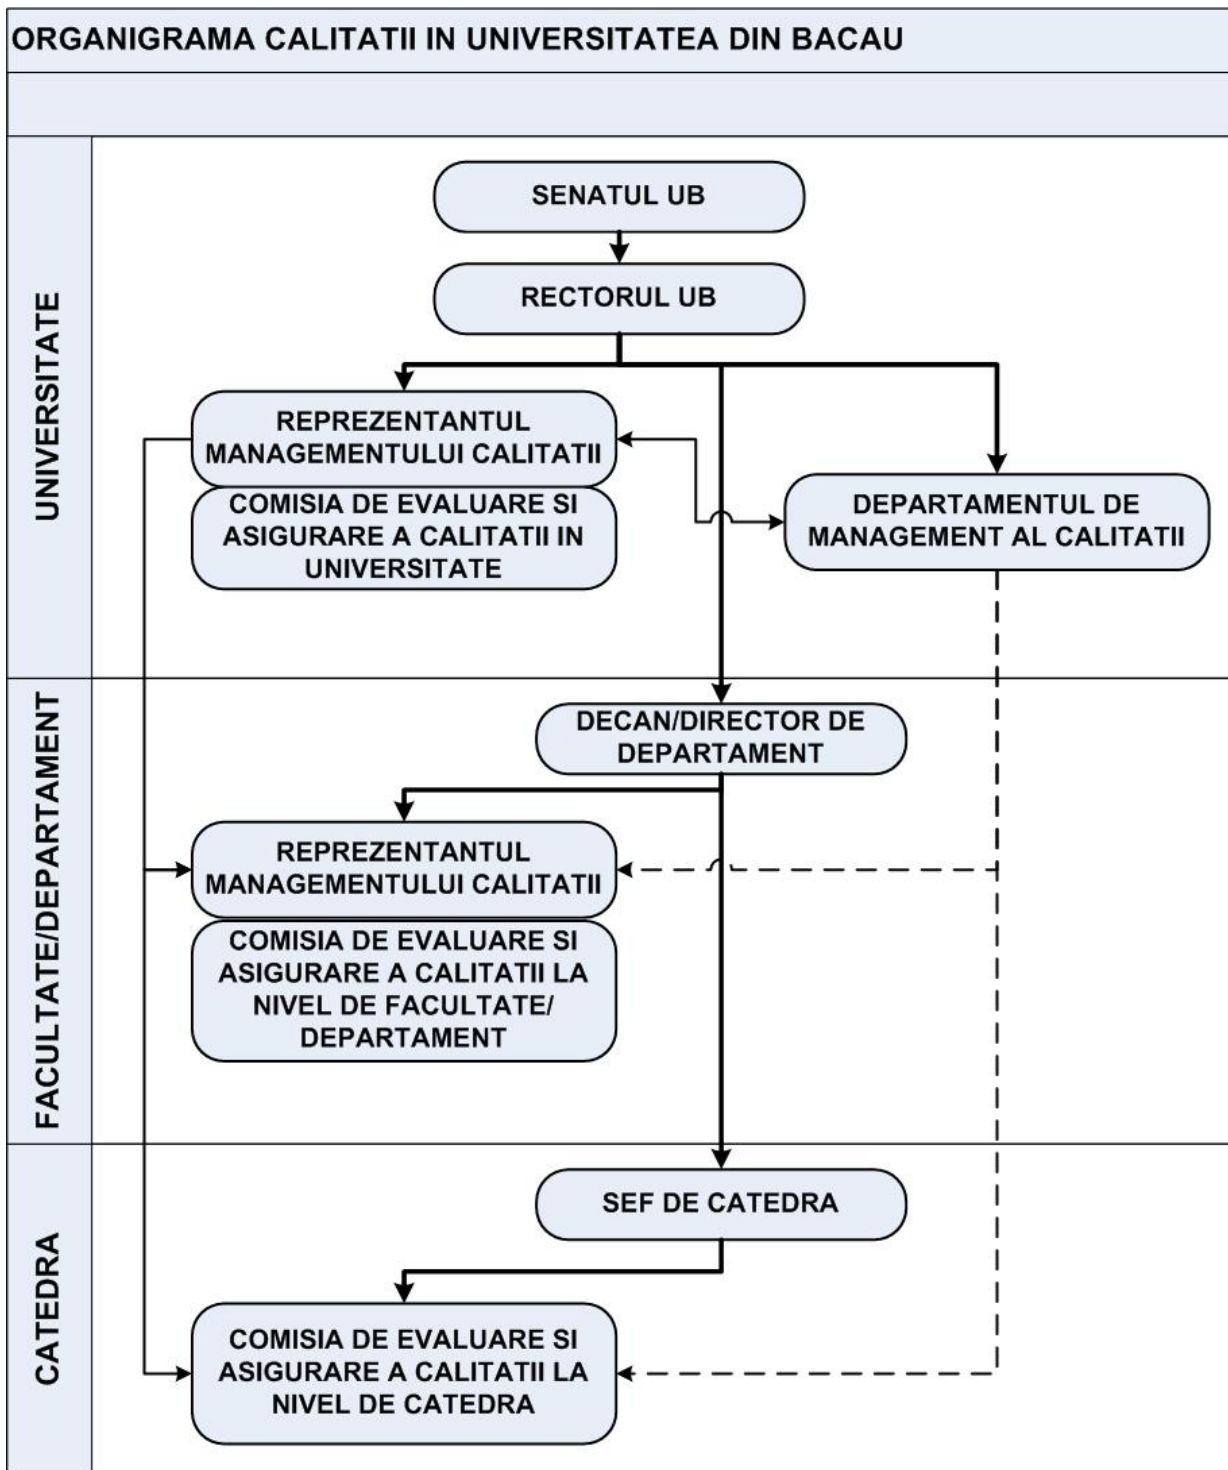 ORGANIGRAMA CALITATII IN UNIVERSITATEA DIN BACAU
UNIVERSITATE
SENATUL UB
RECTORUL UB
REPREZENTANTUL
MANAGEMENTULUI CALITATII
COMISIA DE EVALUARE SI
ASIGURARE A CALITATII IN
UNIVERSITATE
DEPARTAMENTUL DE
MANAGEMENT AL CALITATII
FACULTATE/DEPARTAMENT
DECAN/DIRECTOR DE
DEPARTAMENT
REPREZENTANTUL
MANAGEMENTULUI CALITATII
COMISIA DE EVALUARE SI
ASIGURARE A CALITATII LA
NIVEL DE FACULTATE/
DEPARTAMENT
CATEDRA
SEF DE CATEDRA
COMISIA DE EVALUARE SI
ASIGURARE A CALITATII LA
NIVEL DE CATEDRA